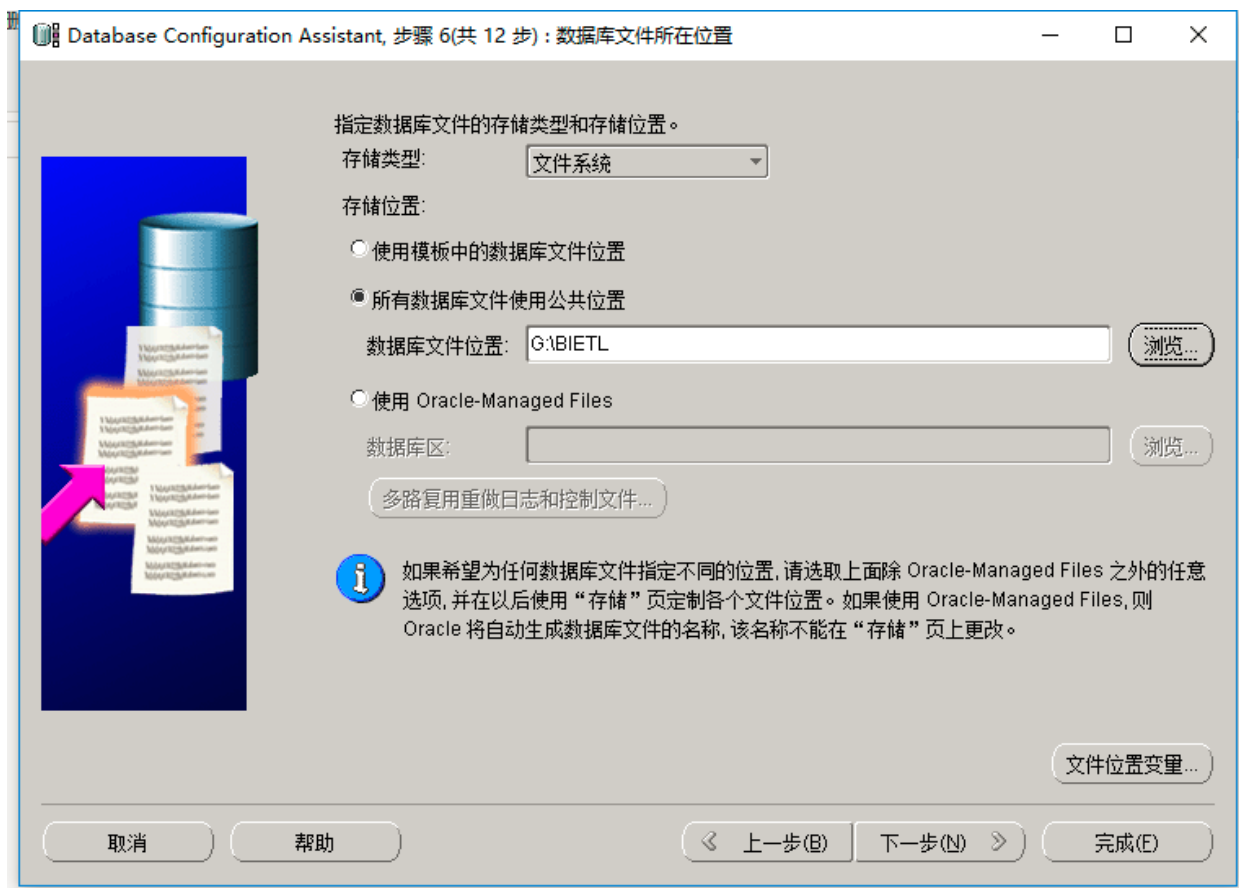 Database Configuration Assistant, 步骤 6(共 12 步) : 数据库文件所在位置
指定数据库文件的存储类型和存储位置。
存储类型:
文件系统
存储位置:
使用模板中的数据库文件位置
所有数据库文件使用公共位置
数据库文件位置:
G:\BIETL
浏览...
使用 Oracle-Managed Files
数据库区:
浏览...
多路复用重做日志和控制文件...
如果希望为任何数据库文件指定不同的位置, 请选取上面除 Oracle-Managed Files 之外的任意
选项, 并在以后使用“存储”页定制各个文件位置。如果使用 Oracle-Managed Files, 则
Oracle 将自动生成数据库文件的名称, 该名称不能在“存储”页上更改。
文件位置变量...
取消
帮助
上一步(B)
下一步(N)
完成(F)